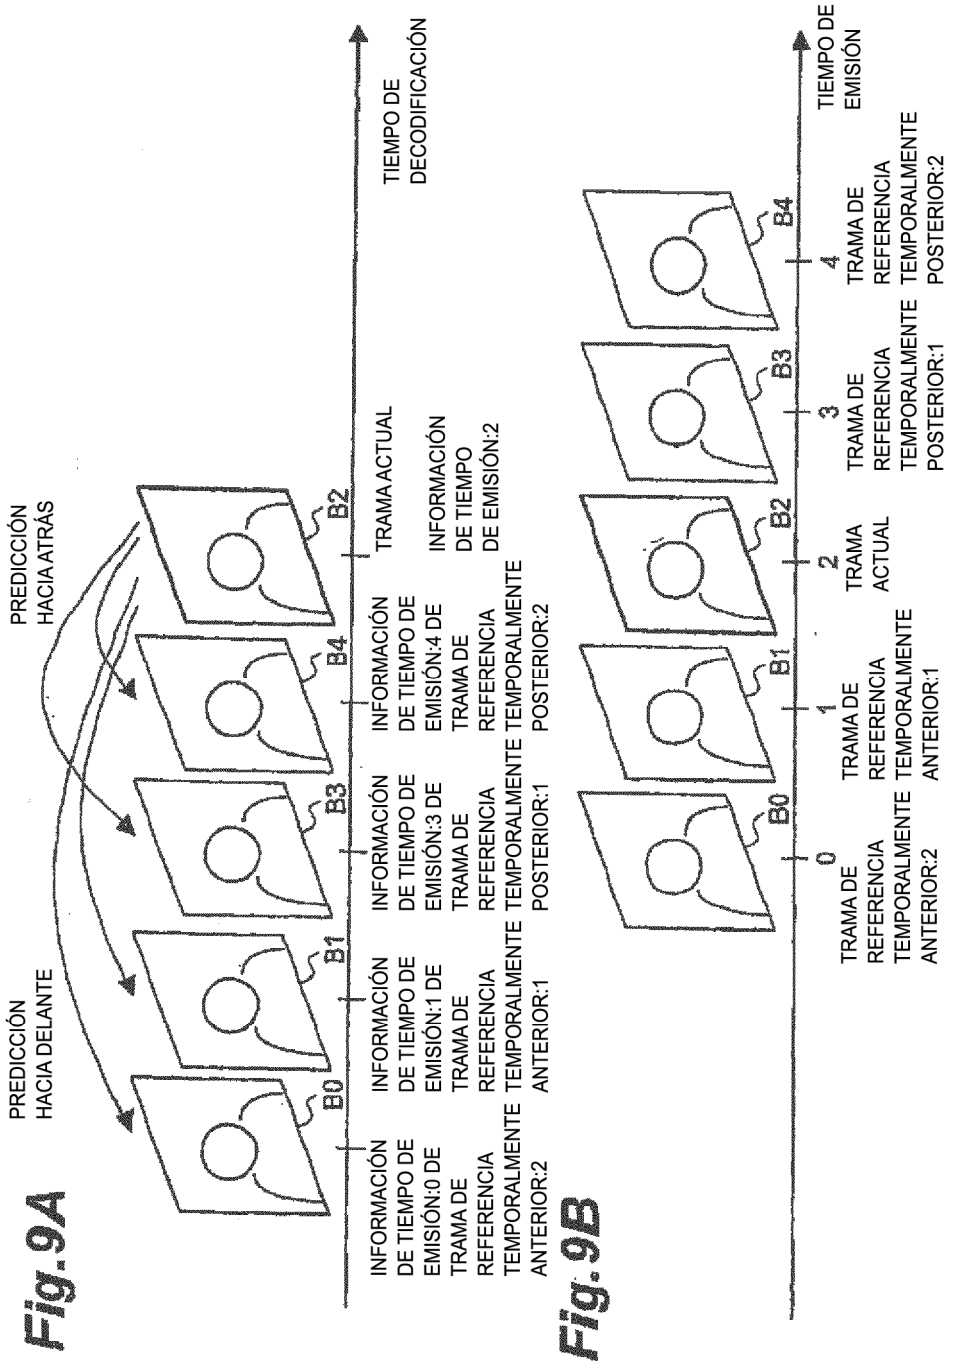 Fig.9A
PREDICCIÓN
HACIA DELANTE
PREDICCIÓN
HACIA ATRÁS
B0
B1
B3
B4
B2
INFORMACIÓN
DE TIEMPO DE
EMISIÓN:0 DE
TRAMA DE
REFERENCIA
TEMPORALMENTE
ANTERIOR:2
INFORMACIÓN
DE TIEMPO DE
EMISIÓN:1 DE
TRAMA DE
REFERENCIA
TEMPORALMENTE
ANTERIOR:1
INFORMACIÓN
DE TIEMPO DE
EMISIÓN:3 DE
TRAMA DE
REFERENCIA
TEMPORALMENTE
POSTERIOR:1
INFORMACIÓN
DE TIEMPO DE
EMISIÓN:4 DE
TRAMA DE
REFERENCIA
TEMPORALMENTE
POSTERIOR:2
TRAMA ACTUAL
INFORMACIÓN
DE TIEMPO
DE EMISIÓN:2
TIEMPO DE
DECODIFICACIÓN
Fig.9B
B0
B1
B2
B3
B4
0
1
2
3
4
TRAMA DE
REFERENCIA
TEMPORALMENTE
ANTERIOR:2
TRAMA DE
REFERENCIA
TEMPORALMENTE
ANTERIOR:1
TRAMA
ACTUAL
TRAMA DE
REFERENCIA
TEMPORALMENTE
POSTERIOR:1
TRAMA DE
REFERENCIA
TEMPORALMENTE
POSTERIOR:2
TIEMPO DE
EMISIÓN